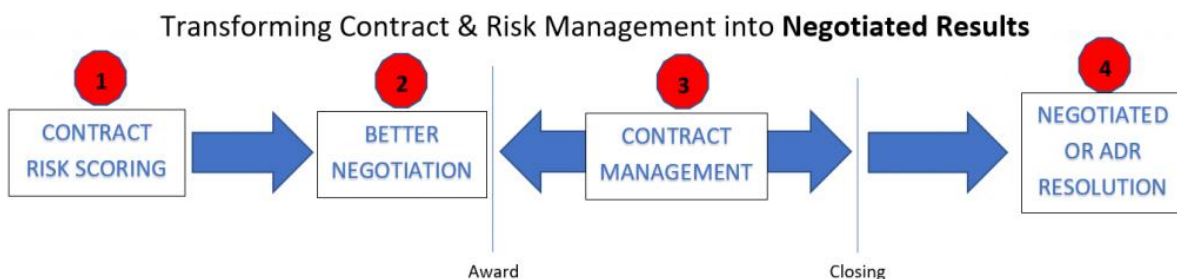 Transforming Contract & Risk Management into Negotiated Results
1
CONTRACT
RISK SCORING
2
BETTER
NEGOTIATION
3
CONTRACT
MANAGEMENT
4
NEGOTIATED
OR ADR
RESOLUTION
Award
Closing